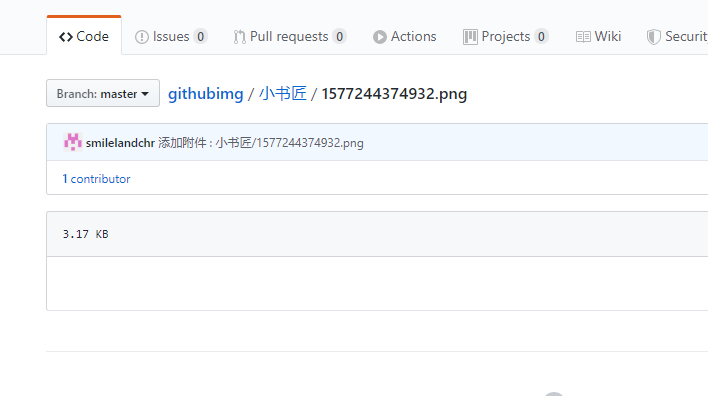 Code Issues 0 Pull requests 0 Actions Projects 0 Wiki Securit
Branch: master githubimg / 小书匠 / 1577244374932.png
smilelandchr 添加附件 : 小书匠/1577244374932.png
1 contributor
3.17 KB